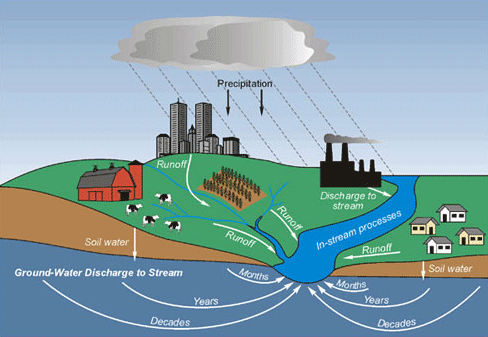 Precipitation
Runoff
Discharge to
stream
Runoff
In-stream processes
Runoff
Runoff
Soil water
Soil water
Ground-Water Discharge to Stream
Months
Months
Years
Years
Decades
Decades